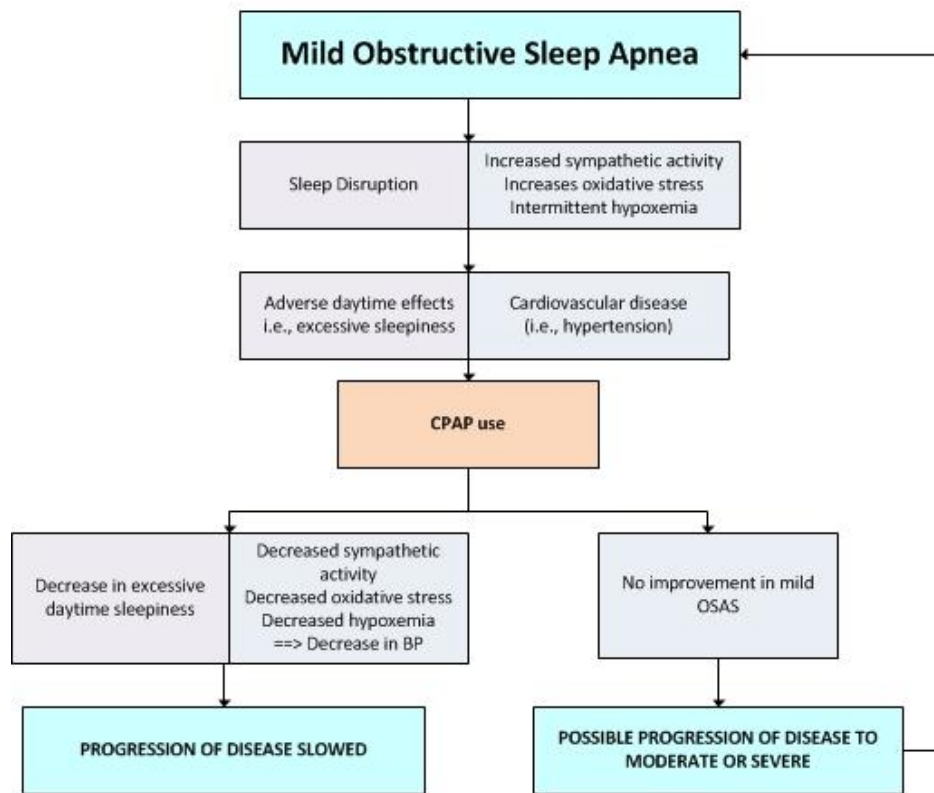 Mild Obstructive Sleep Apnea
Sleep Disruption
Increased sympathetic activity
Increases oxidative stress
Intermittent hypoxemia
Adverse daytime effects
i.e., excessive sleepiness
Cardiovascular disease
(i.e., hypertension)
CPAP use
Decrease in excessive
daytime sleepiness
Decreased sympathetic
activity
Decreased oxidative stress
Decreased hypoxemia
==> Decrease in BP
No improvement in mild
OSAS
PROGRESSION OF DISEASE SLOWED
POSSIBLE PROGRESSION OF DISEASE TO
MODERATE OR SEVERE